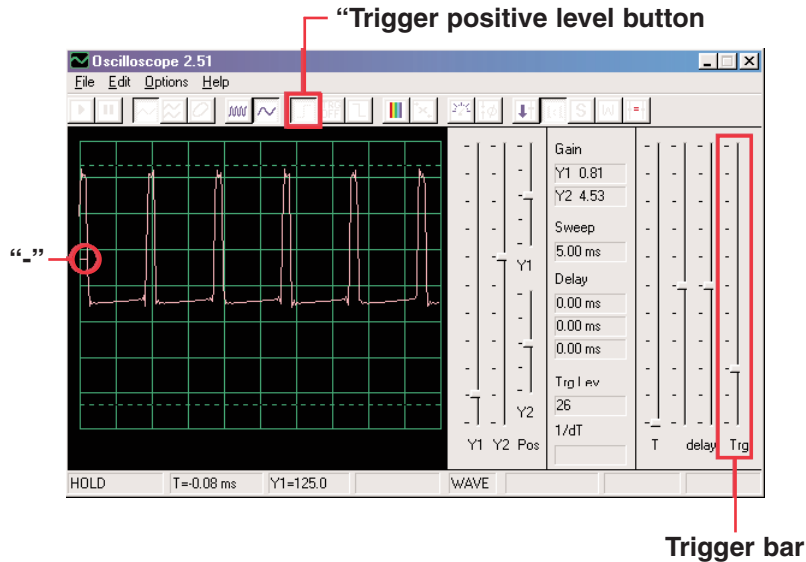 “Trigger positive level button
Oscilloscope 2.51
File Edit Options Help
Gain
Y1 0.81
Y2 4.53
Sweep
5.00 ms
Delay
0.00 ms
0.00 ms
0.00 ms
Trg Lev
26
1/dT
Y1
Y2
Y1 Y2 Pos
T delay Trg
“-”
HOLD T=-0.08 ms Y1=125.0 WAVE
Trigger bar